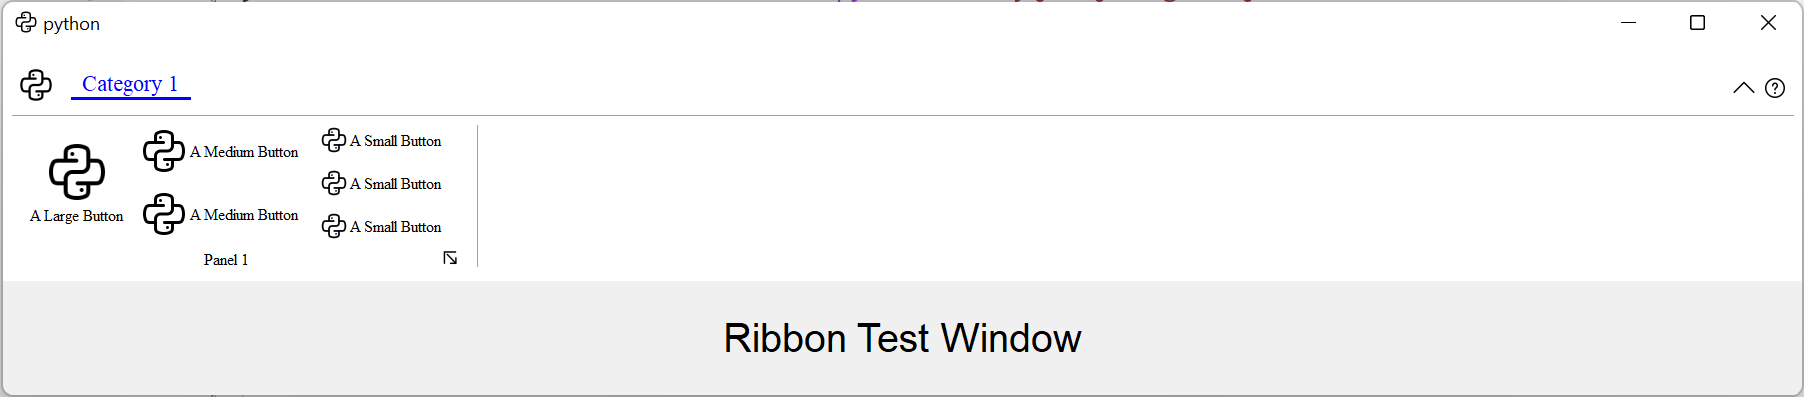 python
Category 1
A Large Button
A Medium Button
A Medium Button
A Small Button
A Small Button
A Small Button
Panel 1
Ribbon Test Window